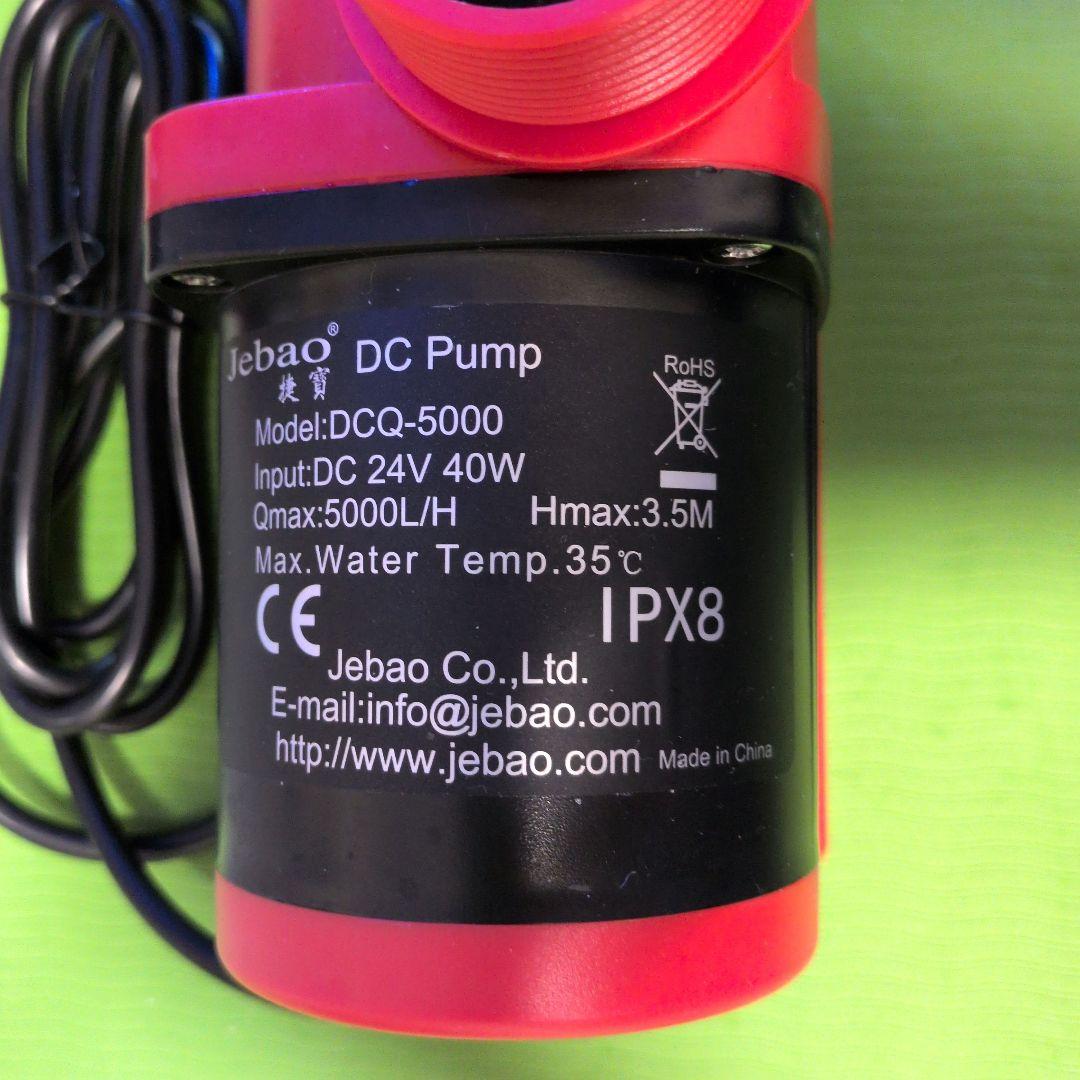 Jebao® DC Pump
捷寳
RoHS
Model:DCQ-5000
Input:DC 24V 40W
Qmax:5000L/H Hmax:3.5M
Max.Water Temp.35℃
CE IPX8
Jebao Co.,Ltd.
E-mail:info@jebao.com
http://www.jebao.com Made in China